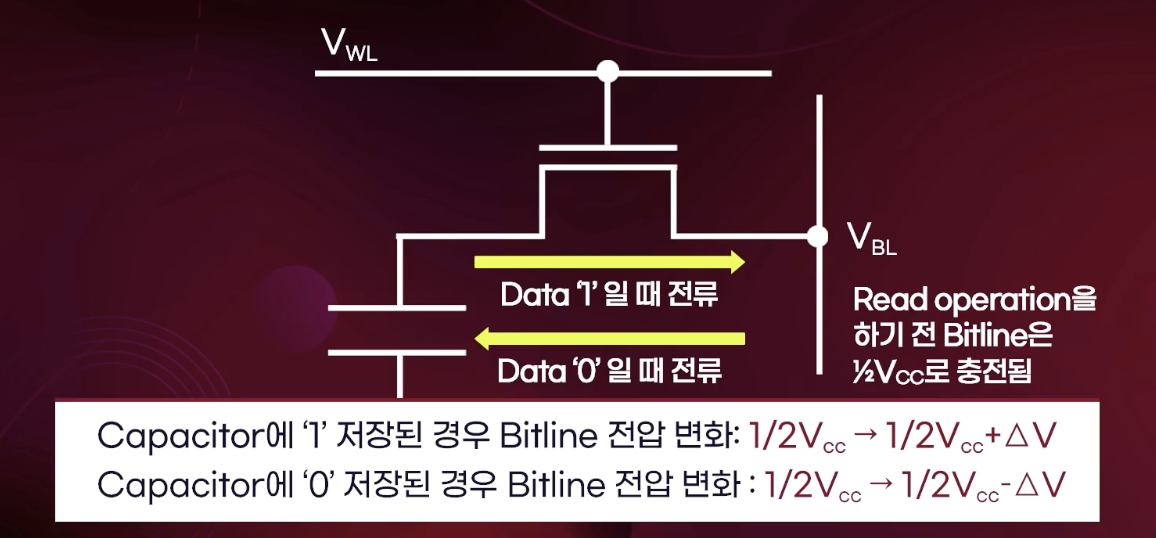 V_WL
V_BL
Data ‘1’ 일 때 전류
Data ‘0’ 일 때 전류
Read operation을
하기 전 Bitline은
½Vcc로 충전됨
Capacitor에 ‘1’ 저장된 경우 Bitline 전압 변화: 1/2Vcc → 1/2Vcc+△V
Capacitor에 ‘0’ 저장된 경우 Bitline 전압 변화 : 1/2Vcc → 1/2Vcc-△V